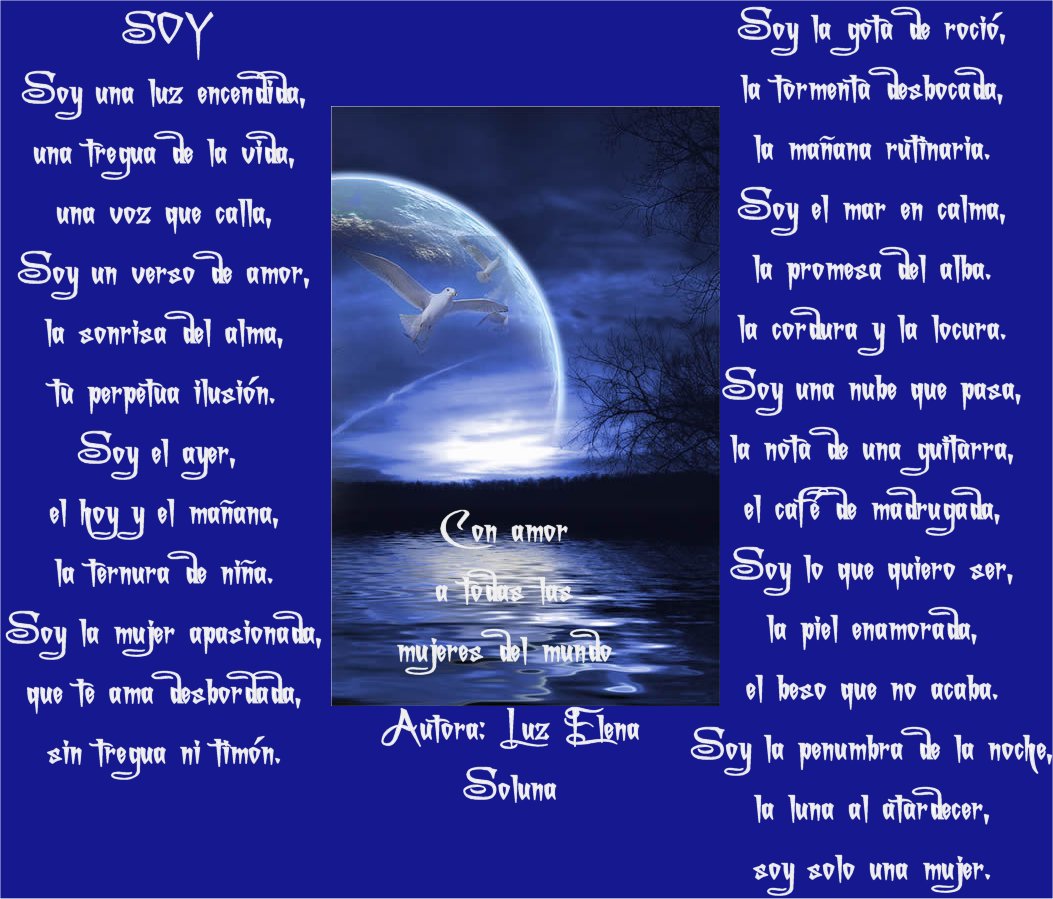 SOY
Soy una luz encendida,
una tregua de la vida,
una voz que calla,
Soy un verso de amor,
la sonrisa del alma,
tu perpetua ilusión.
Soy el ayer,
el hoy y el mañana,
la ternura de niña.
Soy la mujer apasionada,
que te ama desbordada,
sin tregua ni timón.
Con amor
a todas las
mujeres del mundo
Autora: Luz Elena
Soluna
Soy la gota de roció,
la tormenta desbocada,
la mañana rutinaria.
Soy el mar en calma,
la promesa del alba.
la cordura y la locura.
Soy una nube que pasa,
la nota de una guitarra,
el café de madrugada,
Soy lo que quiero ser,
la piel enamorada,
el beso que no acaba.
Soy la penumbra de la noche,
la luna al atardecer,
soy solo una mujer.